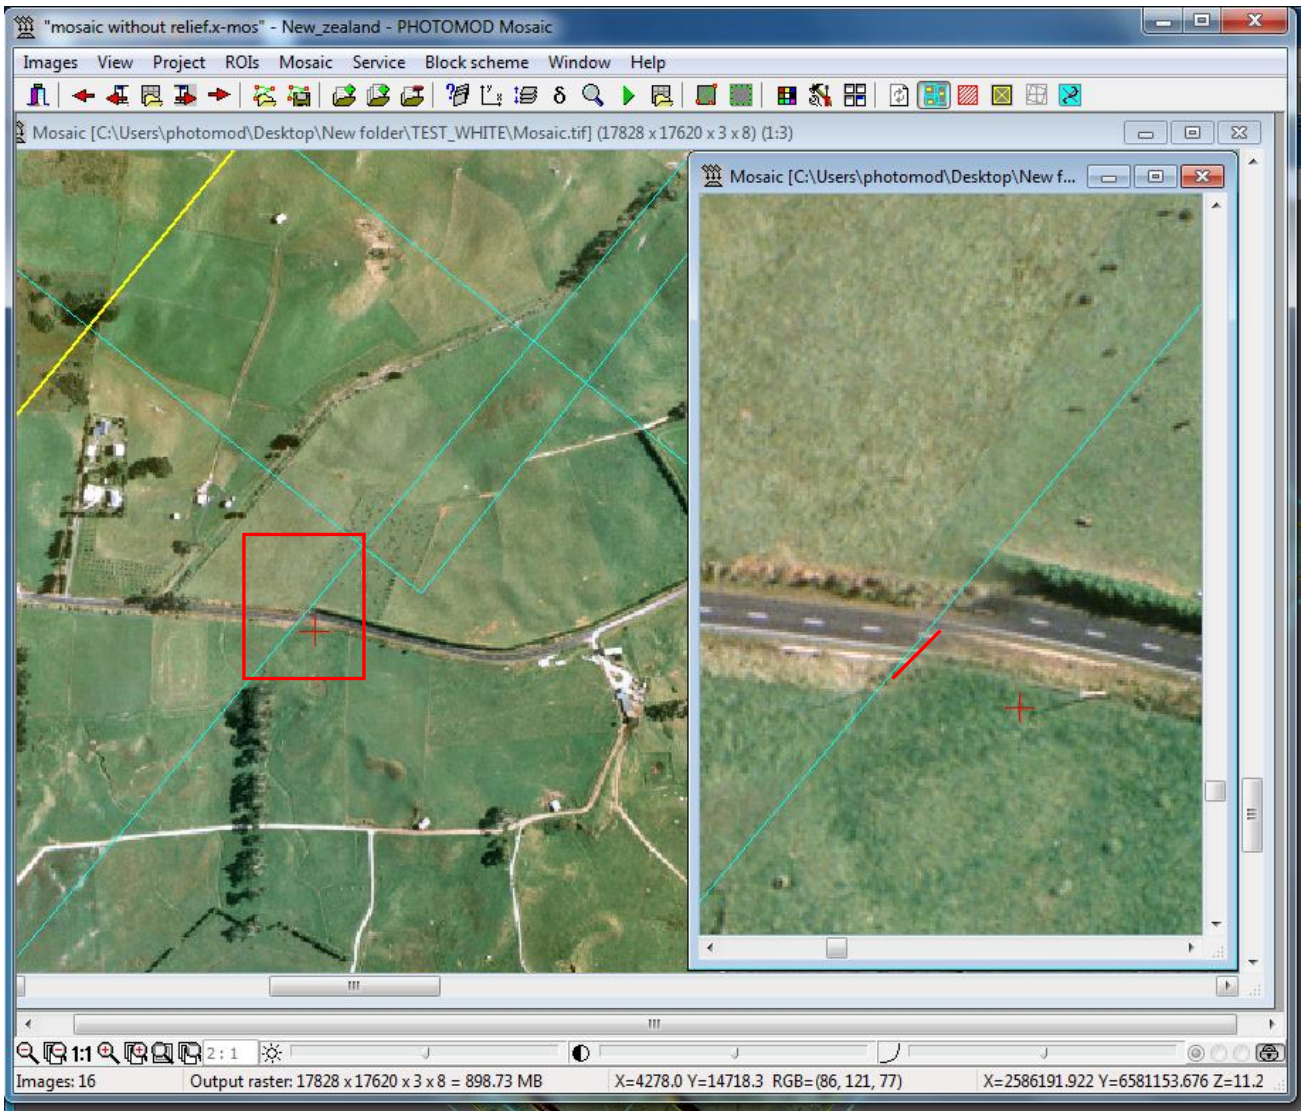 "mosaic without relief.x-mos" - New_zealand - PHOTOMOD Mosaic
Images View Project ROIs Mosaic Service Block scheme Window Help
Mosaic [C:\Users\photomod\Desktop\New folder\TEST_WHITE\Mosaic.tif] (17828 x 17620 x 3 x 8) (1:3)
Mosaic [C:\Users\photomod\Desktop\New f...
1:1 2 : 1
Images: 16 Output raster: 17828 x 17620 x 3 x 8 = 898.73 MB X=4278.0 Y=14718.3 RGB=(86, 121, 77) X=2586191.922 Y=6581153.676 Z=11.2